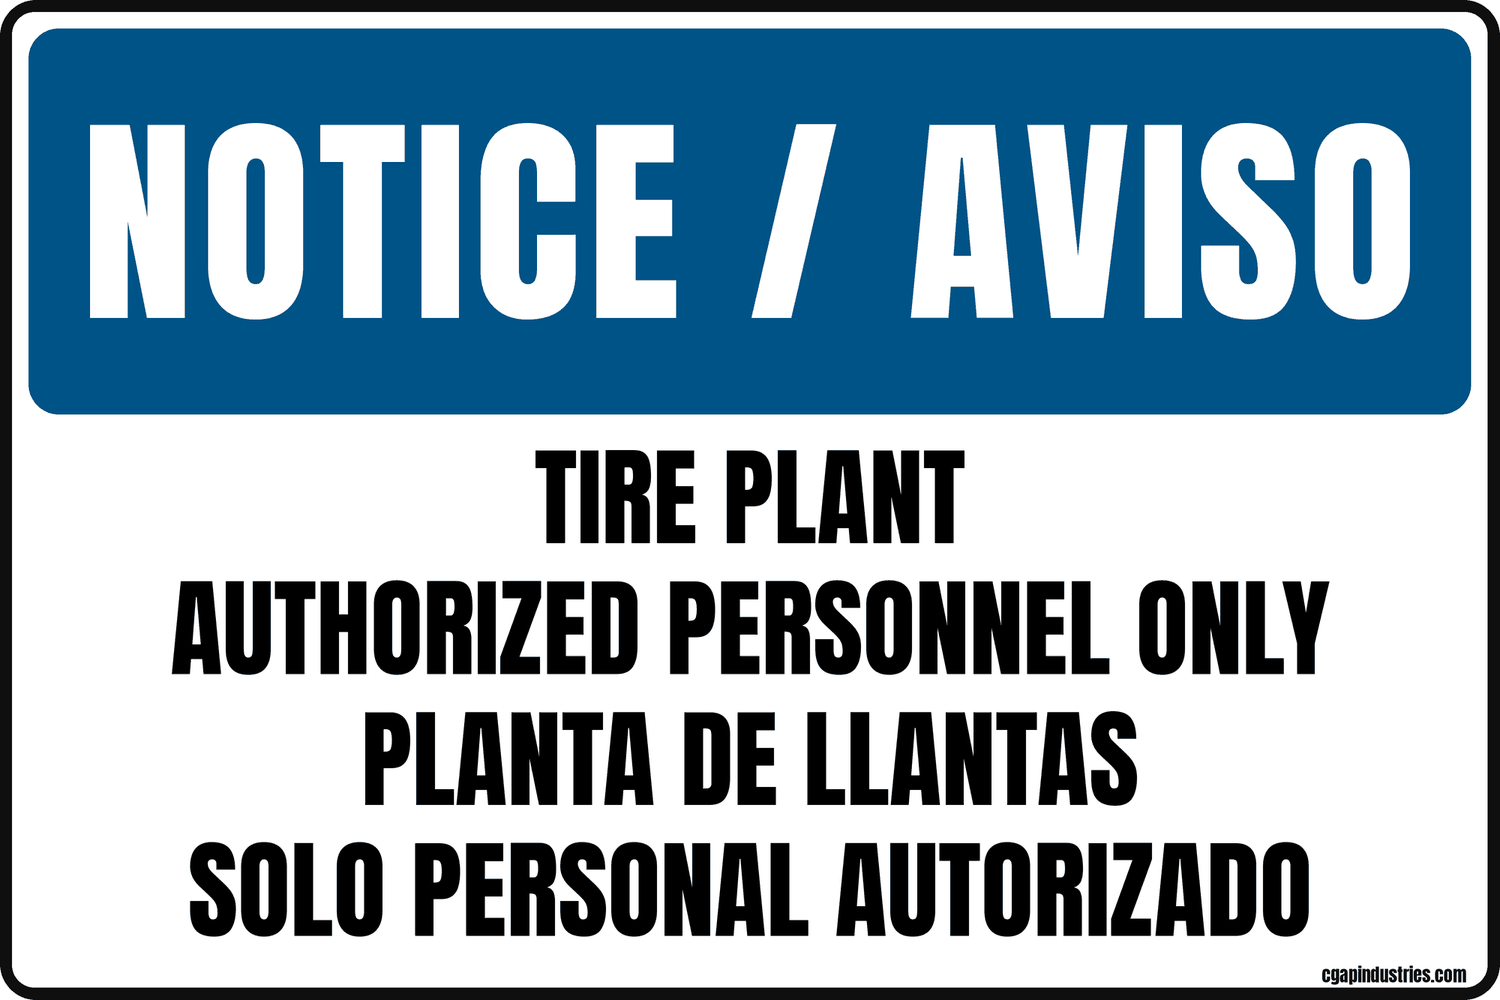 NOTICE / AVISO
TIRE PLANT
AUTHORIZED PERSONNEL ONLY
PLANTA DE LLANTAS
SOLO PERSONAL AUTORIZADO
cgapindustries.com